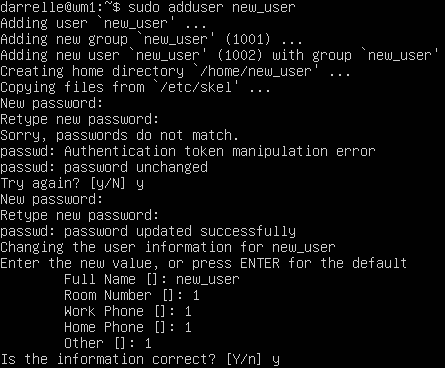 darrelle@wm1:~$ sudo adduser new_user
Adding user `new_user' ...
Adding new group `new_user' (1001) ...
Adding new user `new_user' (1002) with group `new_user'
Creating home directory `/home/new_user' ...
Copying files from `/etc/skel' ...
New password:
Retype new password:
Sorry, passwords do not match.
passwd: Authentication token manipulation error
passwd: password unchanged
Try again? [y/N] y
New password:
Retype new password:
passwd: password updated successfully
Changing the user information for new_user
Enter the new value, or press ENTER for the default
Full Name []: new_user
Room Number []: 1
Work Phone []: 1
Home Phone []: 1
Other []: 1
Is the information correct? [Y/n] y